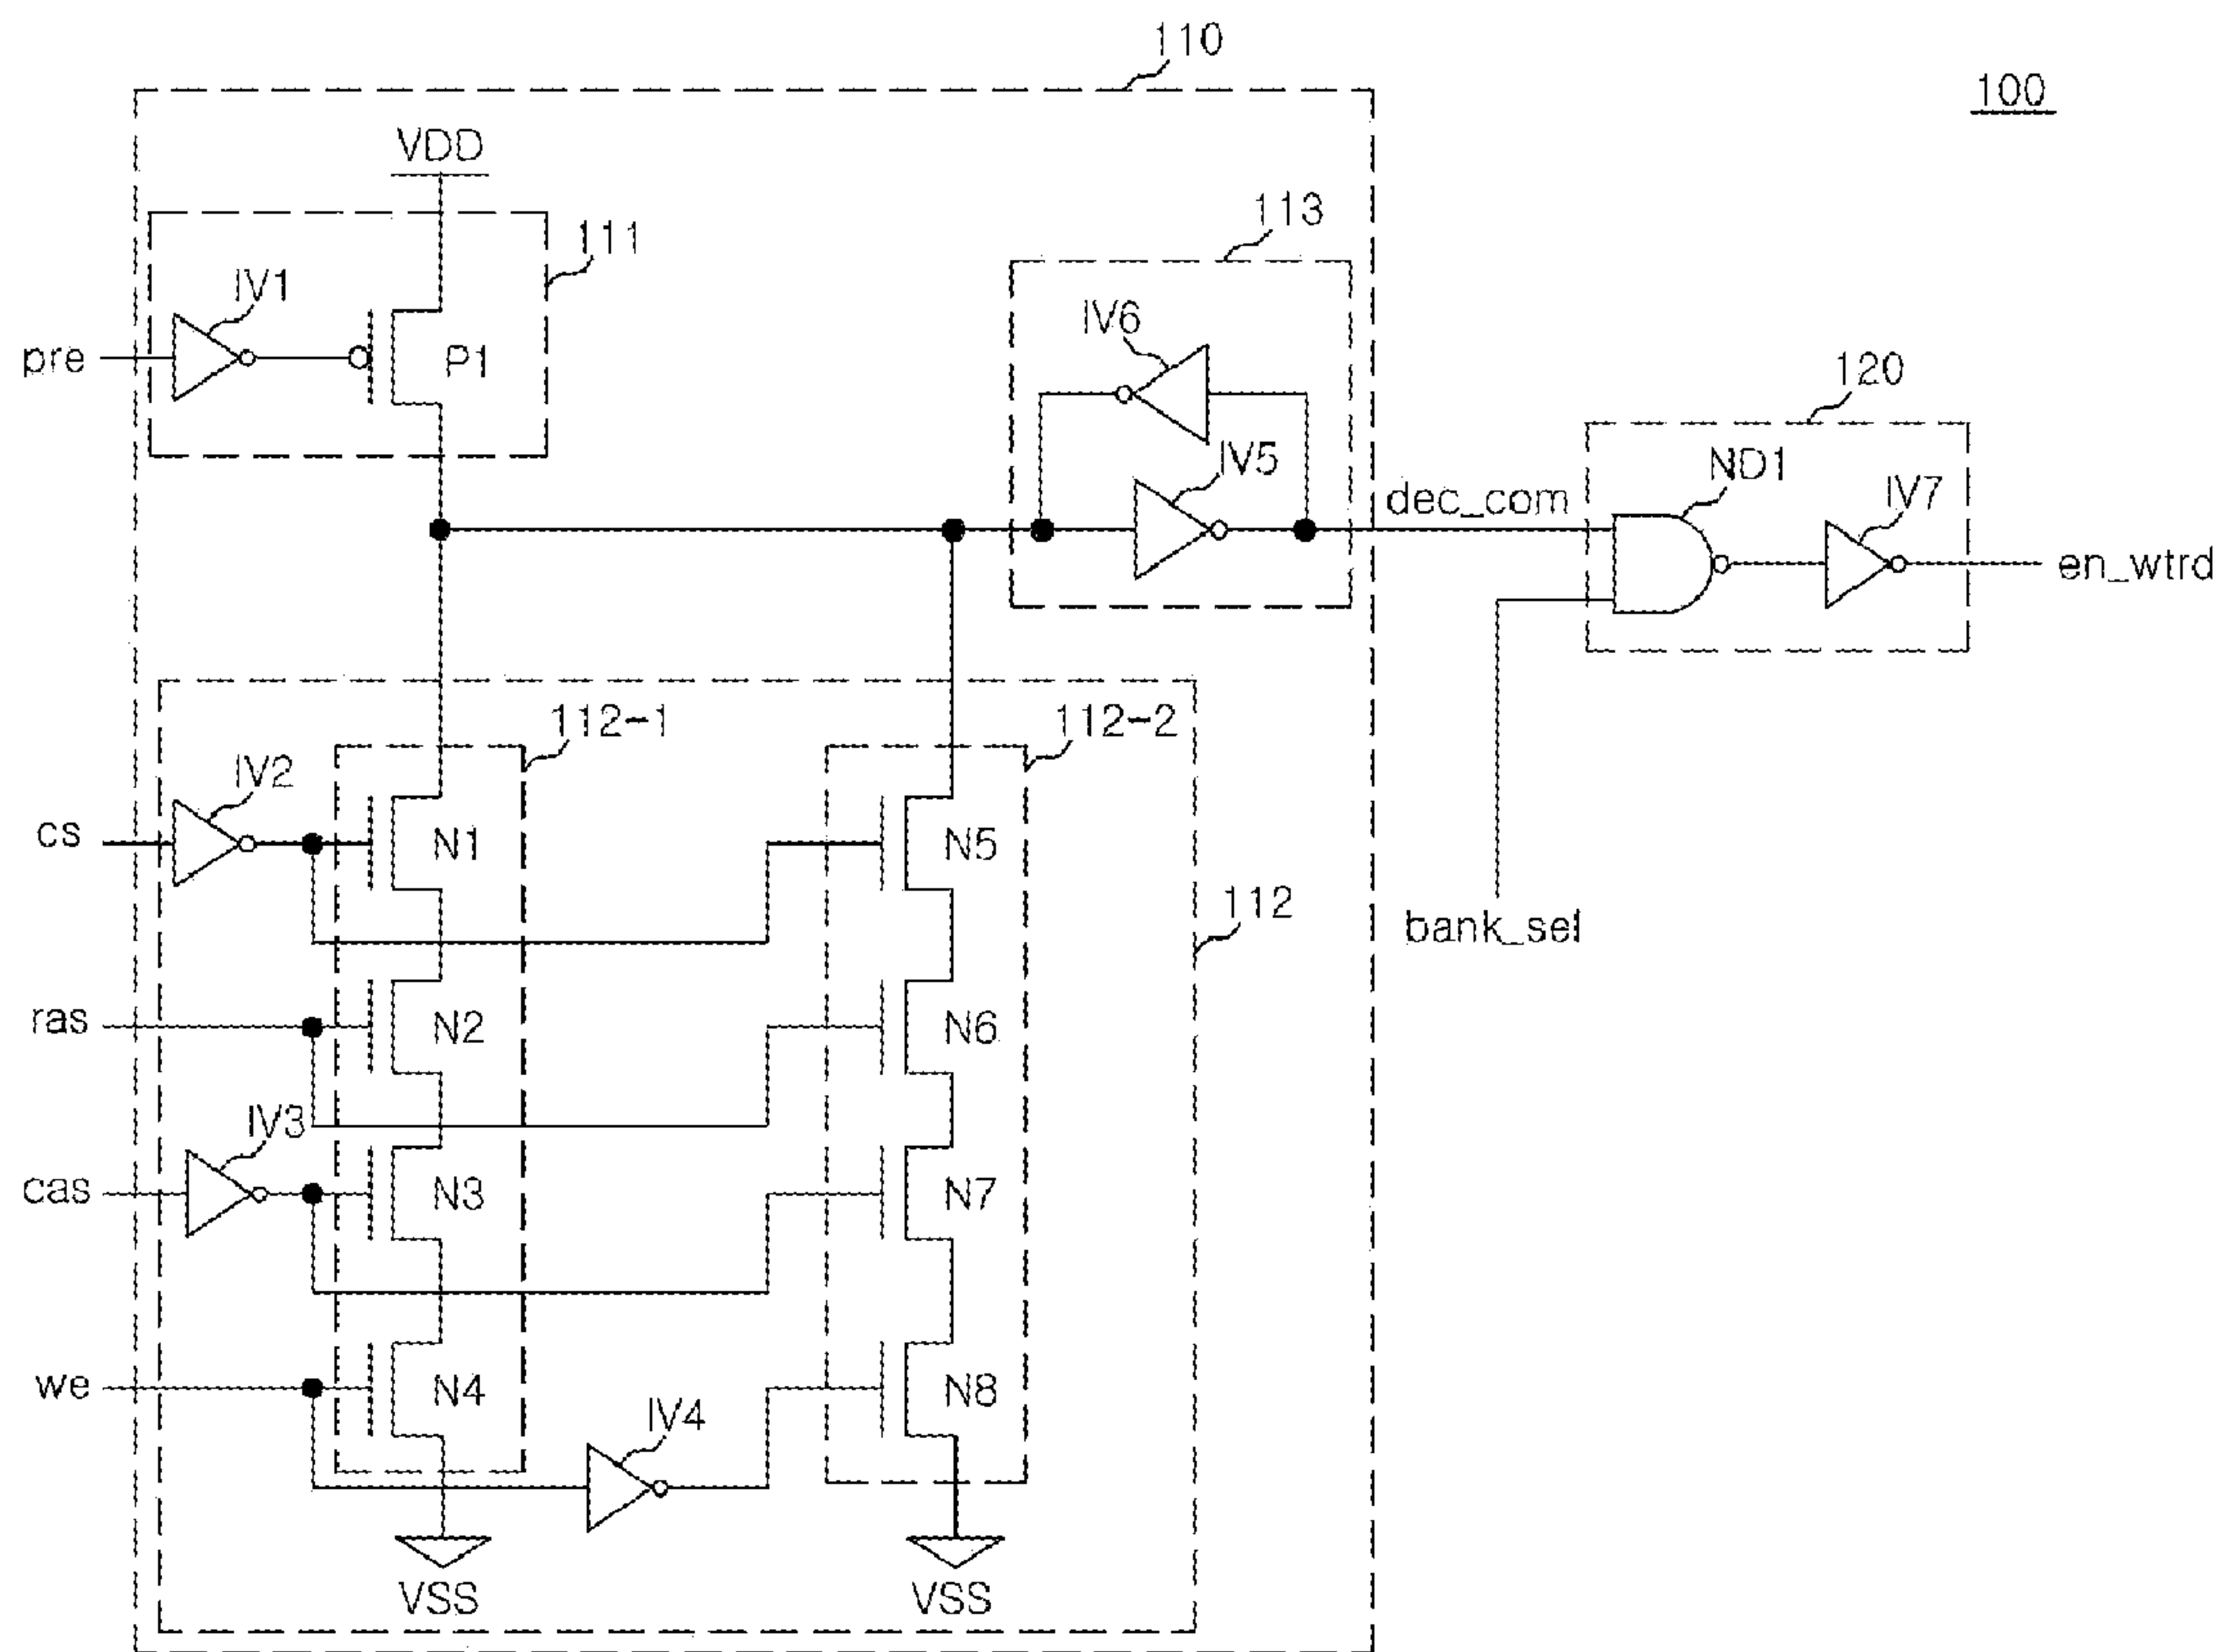 110
100
VDD
111
113
IV1
pre
P1
IV6
120
IV5
ND1
IV7
dec_com
en_wtrd
112-1
112-2
IV2
cs
N1
N5
112
bank_sel
ras
N2
N6
IV3
cas
N3
N7
we
N4
N8
IV4
VSS
VSS